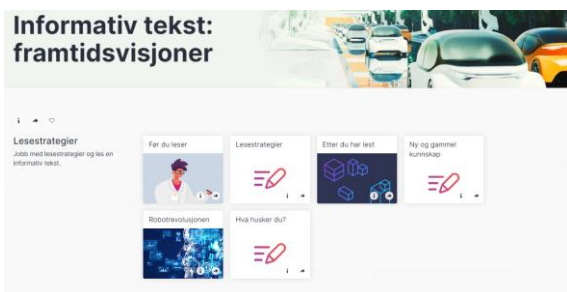 Informativ tekst:
framtidsvisjoner
Lesestrategier
Jobb med lesestrategier og les en
informativ tekst.
Før du leser
Lesestrategier
Etter du har lest
Ny og gammel
kunnskap
Robotrevolusjonen
Hva husker du?